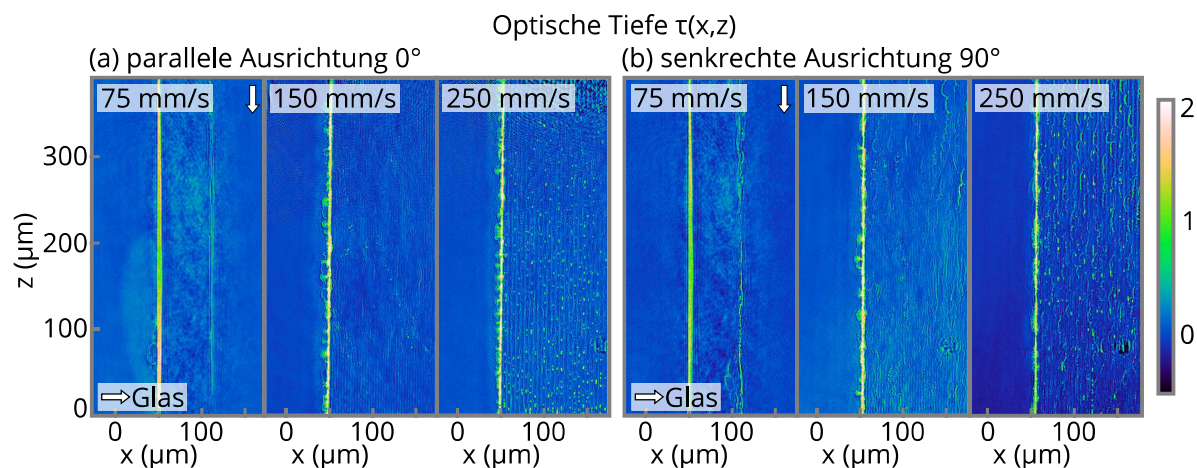 Optische Tiefe τ(x,z)
(a) parallele Ausrichtung 0°
(b) senkrechte Ausrichtung 90°
75 mm/s 150 mm/s 250 mm/s 75 mm/s 150 mm/s 250 mm/s
2
300
z (µm)
200
1
100
0
Glas Glas
0
0 100 0 100 0 100 0 100 0 100 0 100
x (µm) x (µm) x (µm) x (µm) x (µm) x (µm)